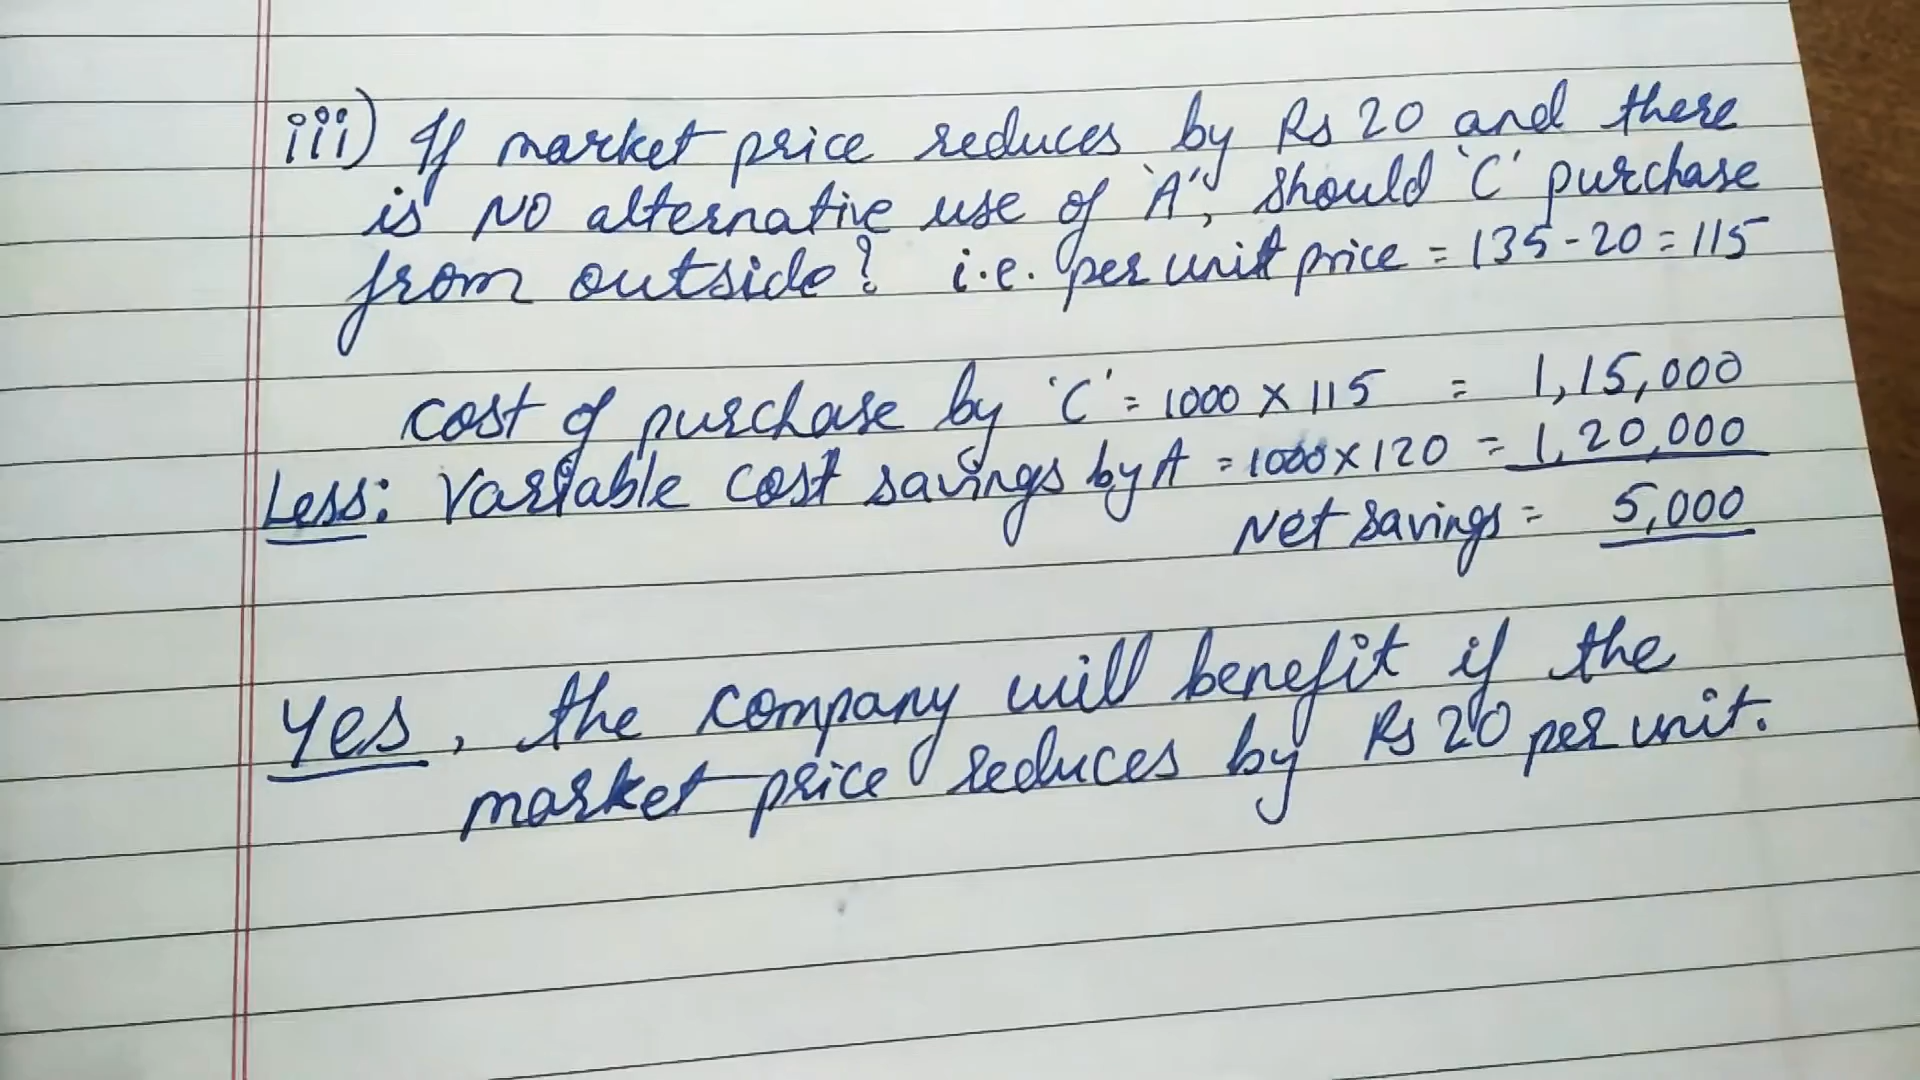 iii) If market price reduces by Rs 20 and there
is NO alternative use of 'A', should 'C' purchase
from outside? i.e. per unit price = 135-20 = 115
Cost of purchase by 'C' = 1000 x 115 = 1,15,000
Less: Variable cost savings by A = 1000 x 120 = 1,20,000
Net savings = 5,000
Yes, the company will benefit if the
market price reduces by Rs 20 per unit.